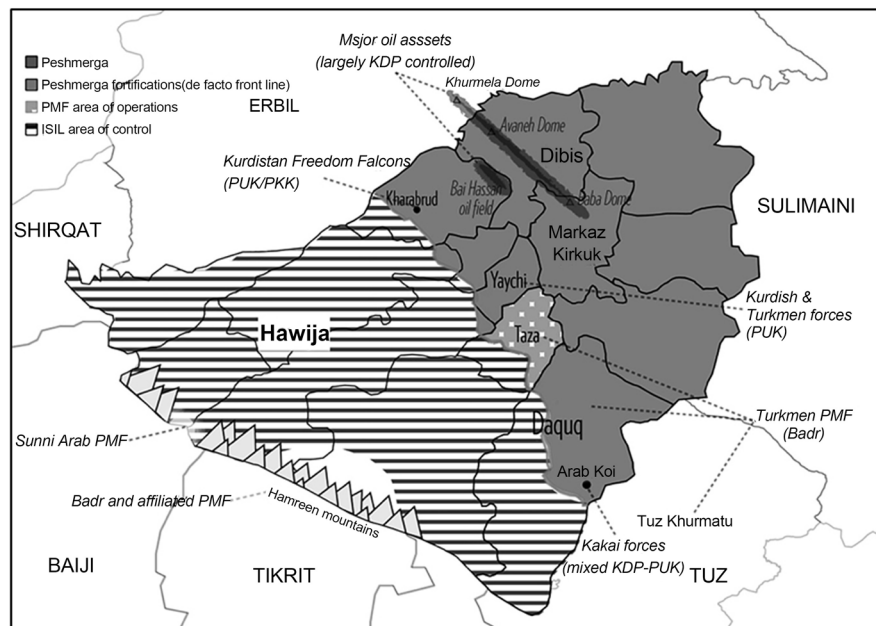 Msjor oil asssets
(largely KDP controlled)
Peshmerga
Peshmerga fortifications(de facto front line)
PMF area of operations
ISIL area of control
ERBIL
Khurmela Dome
Avaneh Dome
Dibis
Kurdistan Freedom Falcons
(PUK/PKK)
Bai Hassan
oil field
Kharabrud
Baba Dome
SHIRQAT
SULIMAINI
Markaz
Kirkuk
Yaychi
Kurdish &
Turkmen forces
(PUK)
Hawija
Taza
Daquq
Turkmen PMF
(Badr)
Sunni Arab PMF
Arab Koi
Badr and affiliated PMF
Hamreen mountains
Tuz Khurmatu
Kakai forces
(mixed KDP-PUK)
BAIJI
TIKRIT
TUZ